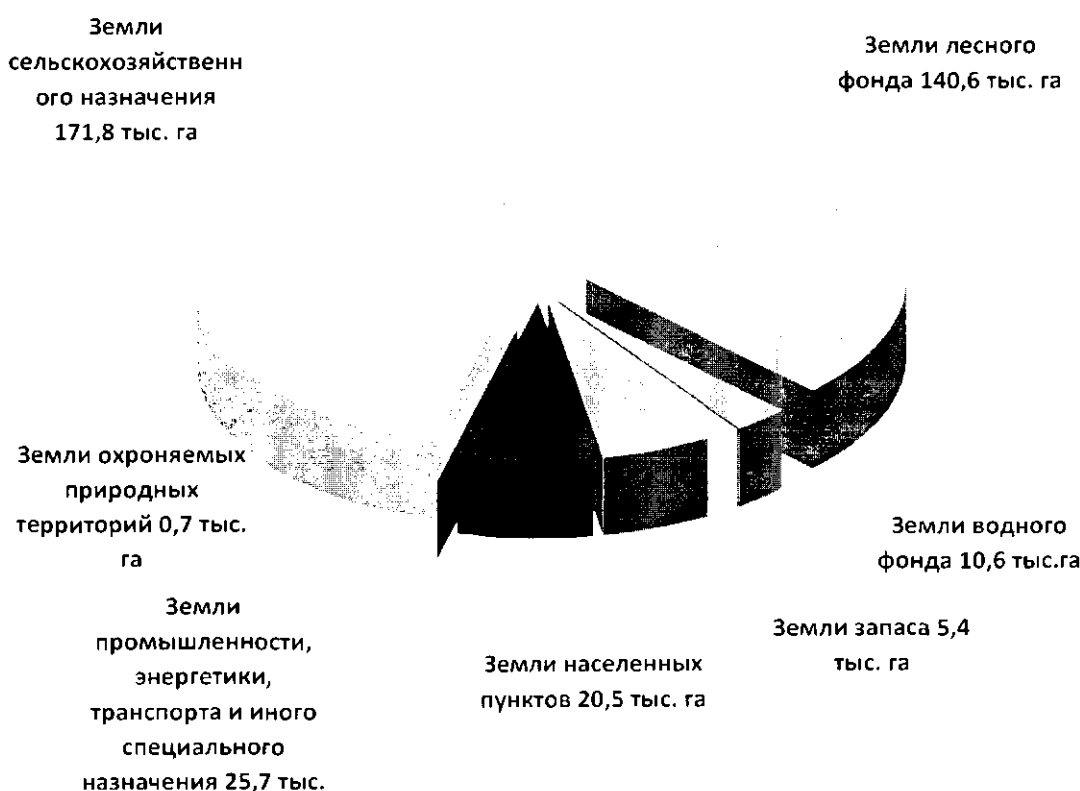 Земли
сельскохозяйственн
ого назначения
171,8 тыс. га
Земли лесного
фонда 140,6 тыс. га
Земли охроняемых
природных
территорий 0,7 тыс.
га
Земли водного
фонда 10,6 тыс.га
Земли
промышленности,
энергетики,
транспорта и иного
специального
назначения 25,7 тыс.
Земли населенных
пунктов 20,5 тыс. га
Земли запаса 5,4
тыс. га